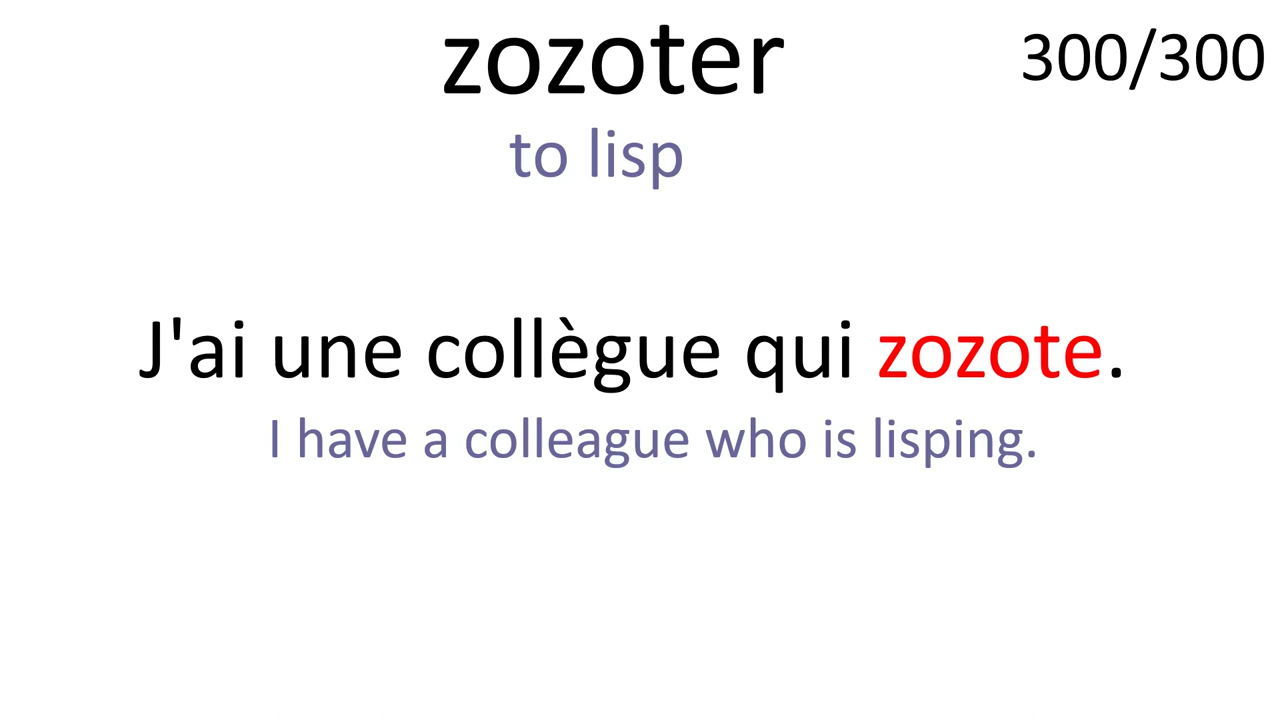 zozoter
300/300
to lisp
J'ai une collègue qui zozote.
I have a colleague who is lisping.